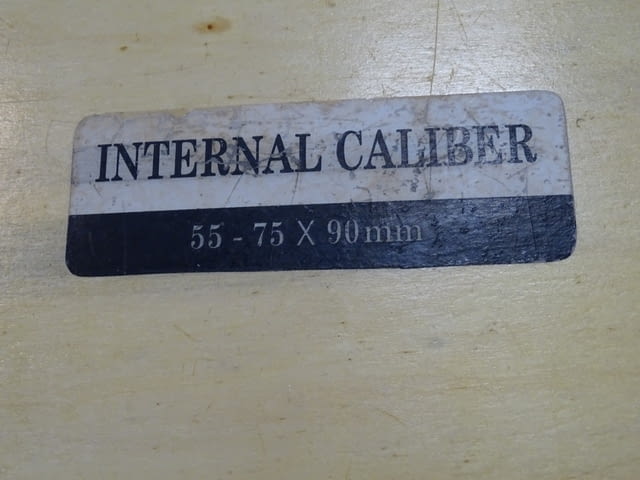 INTERNAL CALIBER
55 - 75 X 90mm